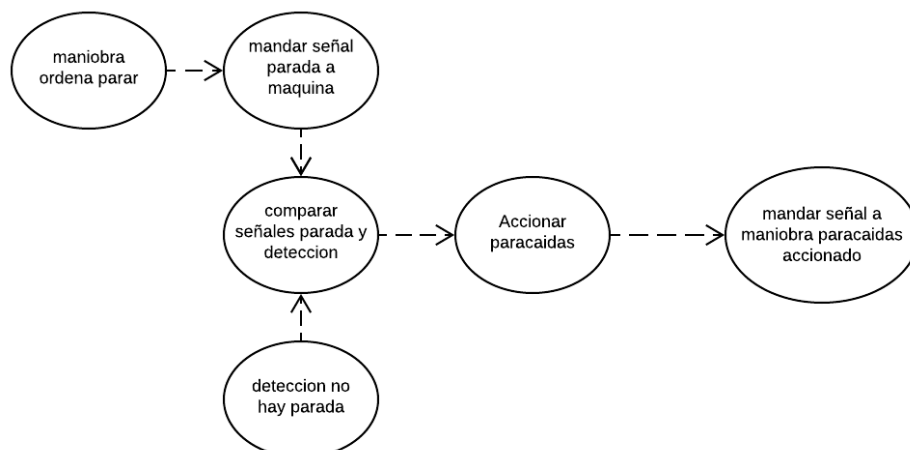 maniobra
ordena parar
mandar señal
parada a
maquina
comparar
señales parada y
deteccion
Accionar
paracaidas
mandar señal a
maniobra paracaidas
accionado
deteccion no
hay parada